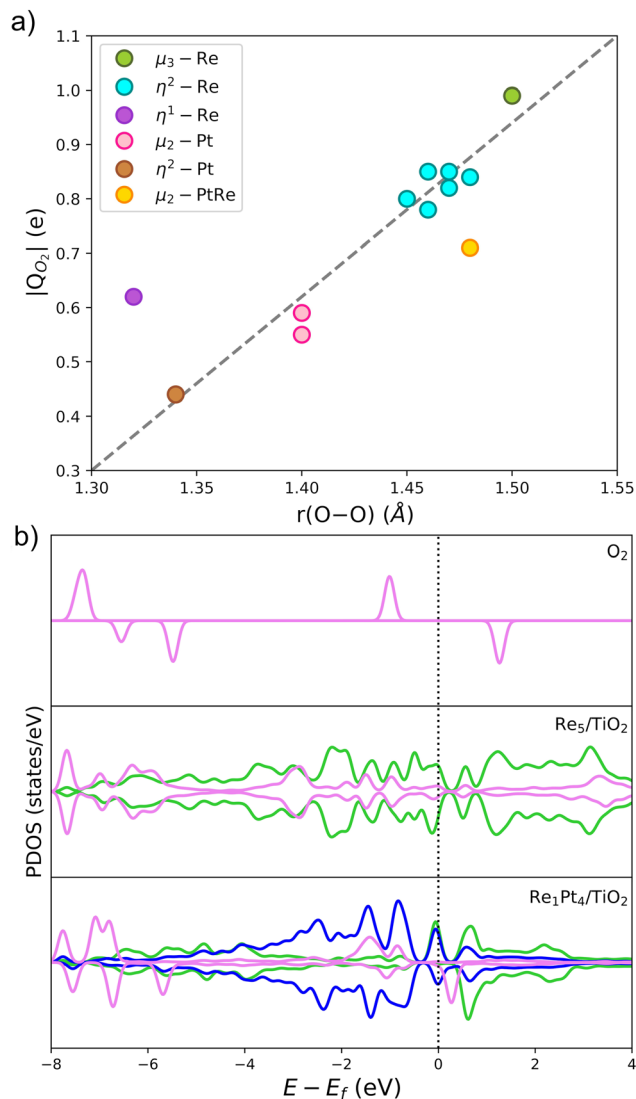 a)
1.1
1.0
0.9
0.8
0.7
0.6
0.5
0.4
0.3
|Q_{O₂}| (e)
μ₃ − Re
η² − Re
η¹ − Re
μ₂ − Pt
η² − Pt
μ₂ − PtRe
1.30 1.35 1.40 1.45 1.50 1.55
r(O−O) (Å)
b)
O₂
Re₅/TiO₂
Re₁Pt₄/TiO₂
PDOS (states/eV)
−8 −6 −4 −2 0 2 4
E − E_f (eV)